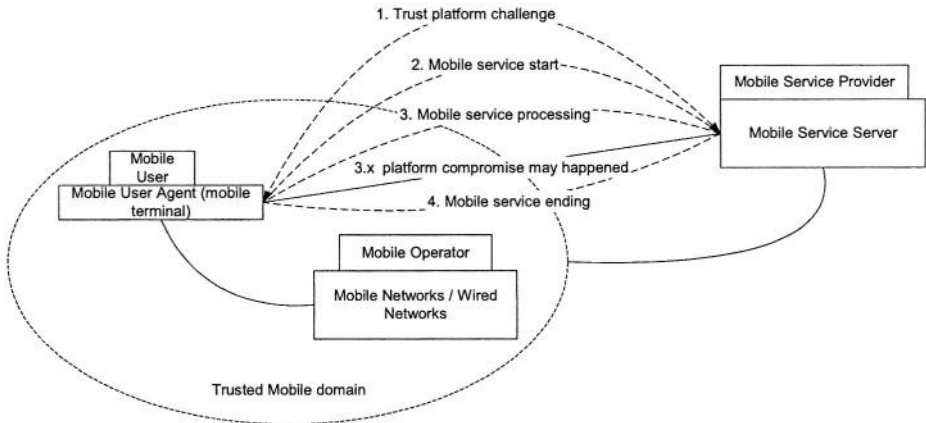 1. Trust platform challenge
2. Mobile service start
Mobile Service Provider
3. Mobile service processing
Mobile Service Server
Mobile
User
3.x platform compromise may happened
Mobile User Agent (mobile
terminal)
4. Mobile service ending
Mobile Operator
Mobile Networks / Wired
Networks
Trusted Mobile domain